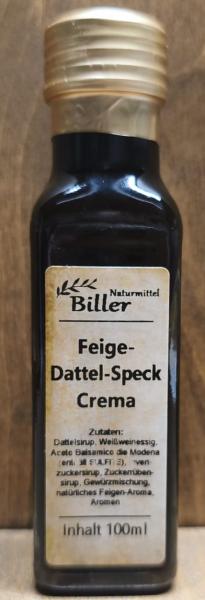 Naturmittel
Biller
Feige-
Dattel-Speck
Crema
Zutaten:
Dattelsirup, Weißweinessig,
Aceto Balsamico die Modena
zuckersirup, Zuckerrüben-
sirup, Gewürzmischung,
natürliches Feigen-Aroma,
Aromen
Inhalt 100ml